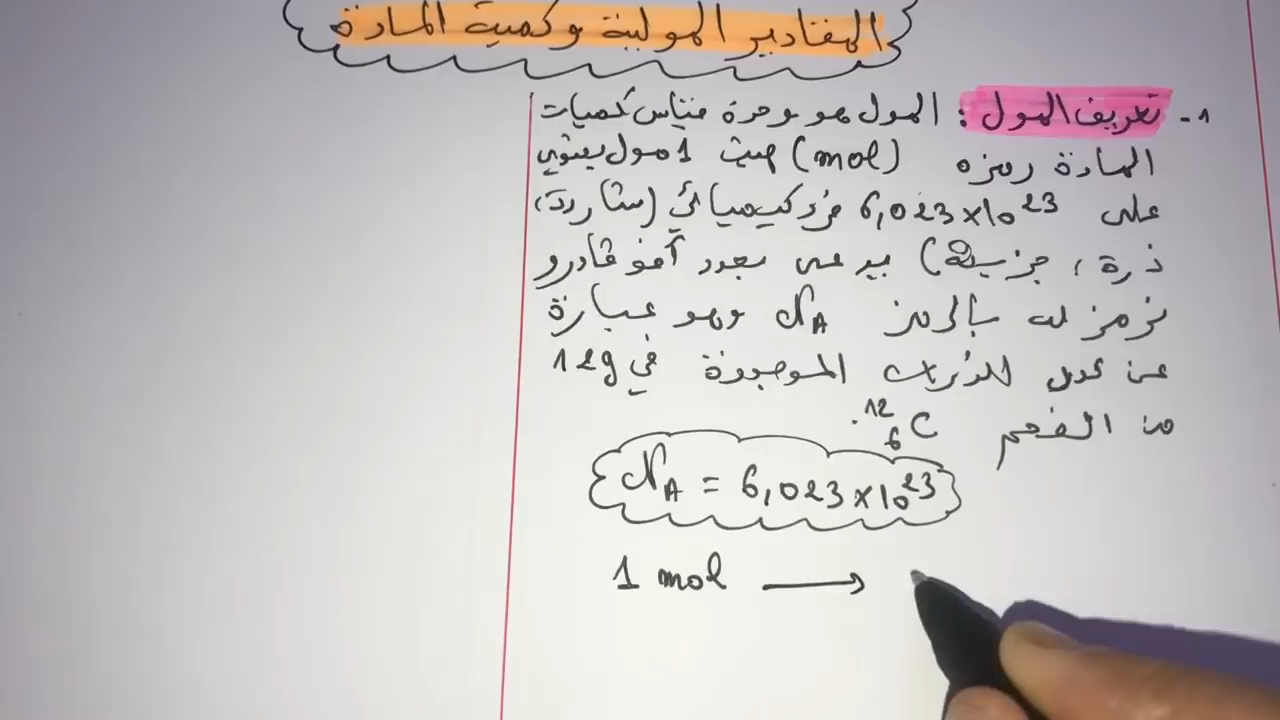 المقادير المولية وكمية المادة
1- تعريف المول: المول هو وحدة قياس كميات
المادة رمزه (mol) حيث 1 مول يحتوي
على 6,023×10²³ فرد كيميائي (شاردة،
ذرة، جزيئة) يدعى بعدد آفوقادرو
نرمز له بالرمز NA وهو عبارة
عن عدد الذرات الموجودة في 12g
من الفحم ¹²₆C.
NA = 6,023×10²³
1 mol ⟶